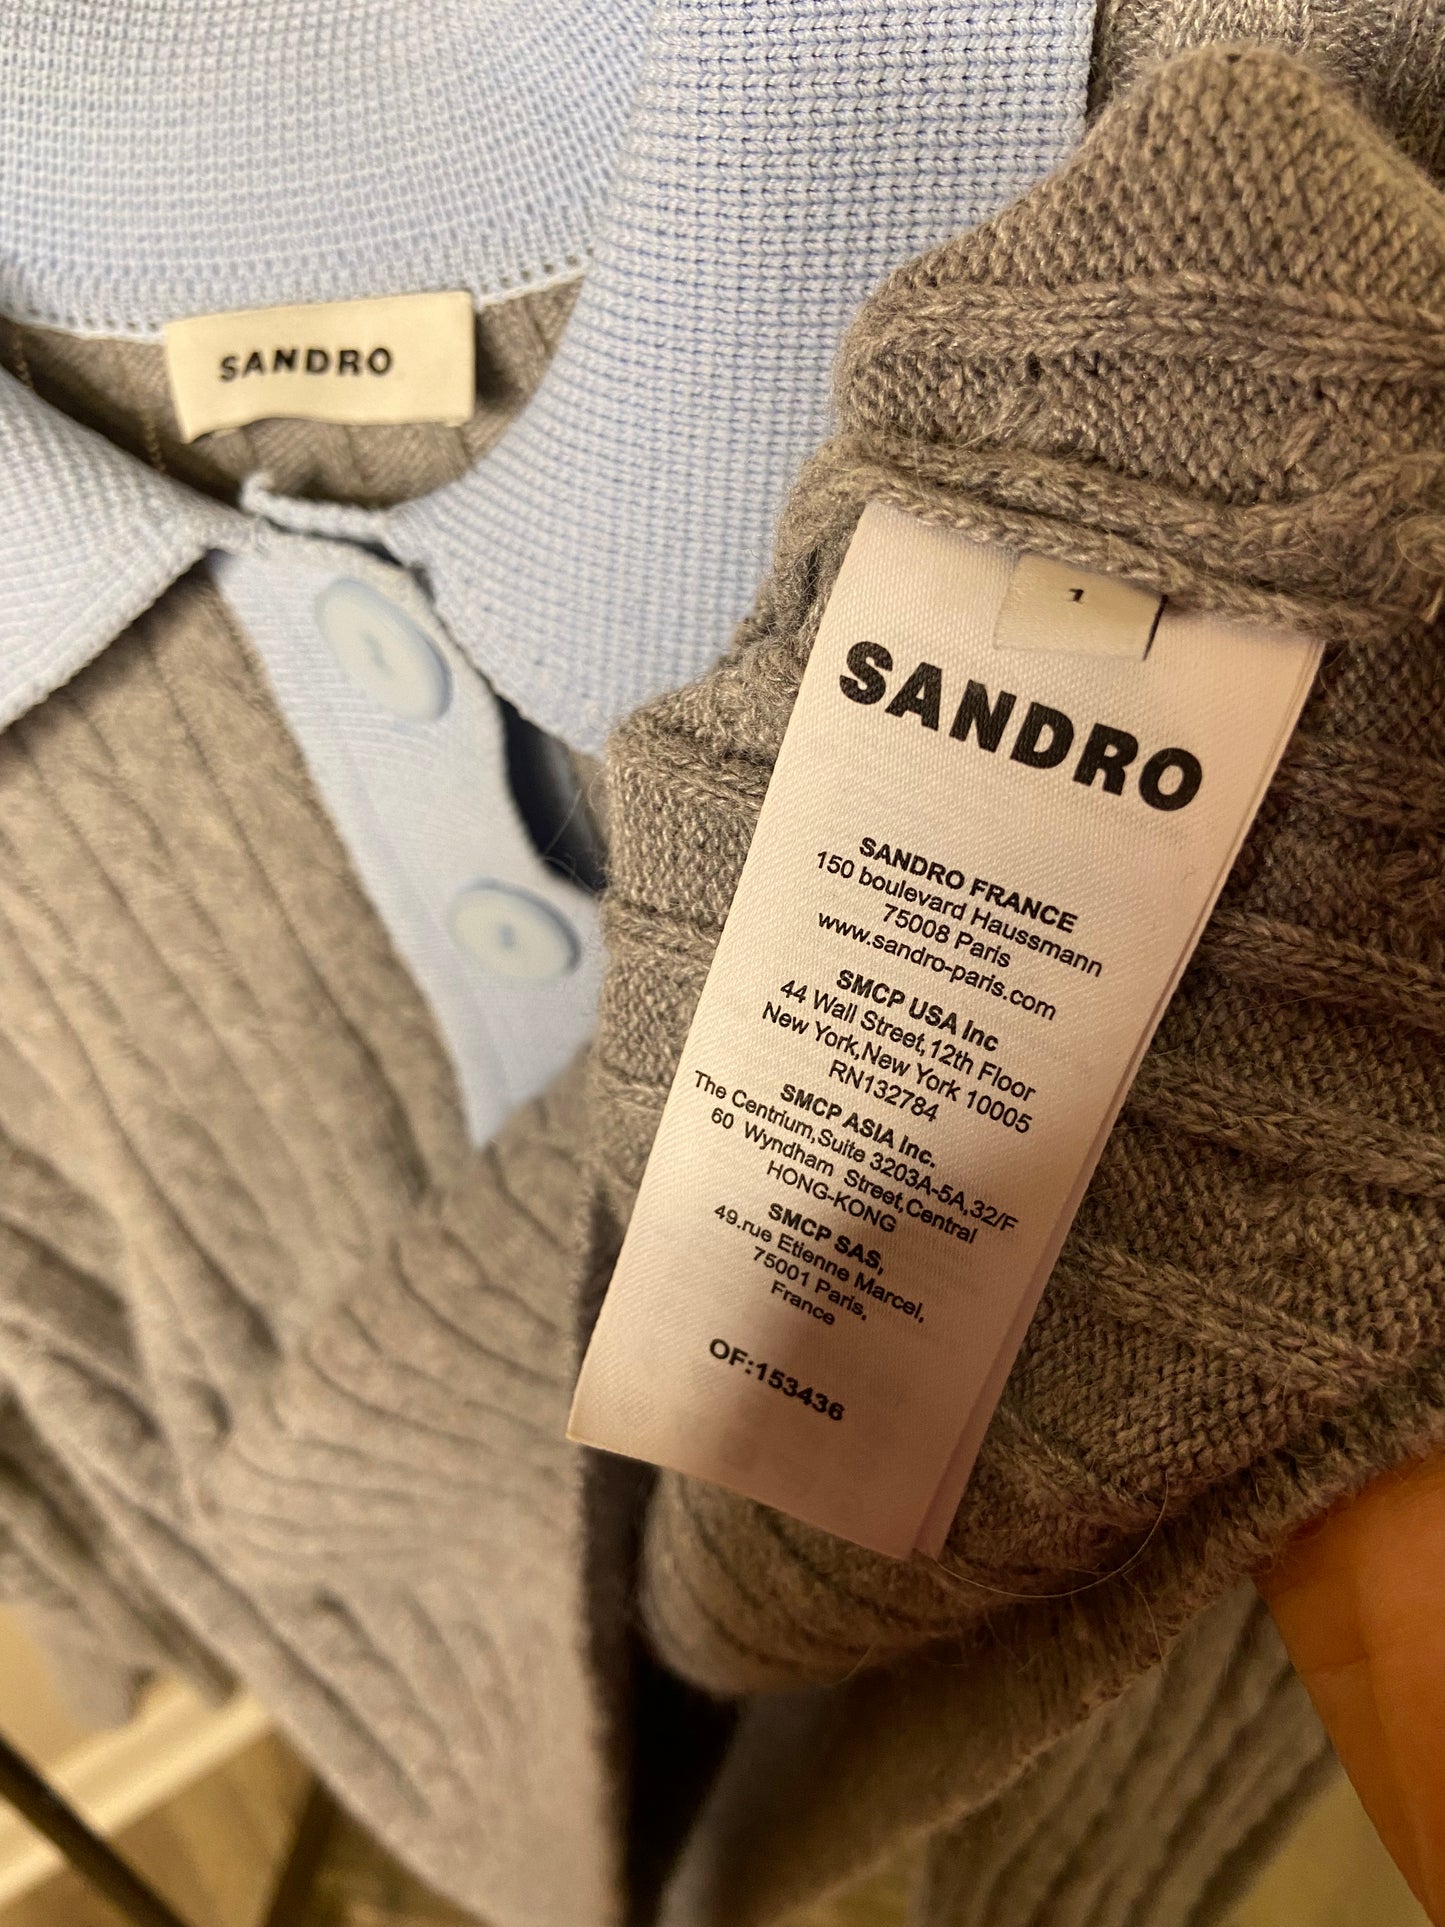 SANDRO
1
SANDRO
SANDRO FRANCE
150 boulevard Haussmann
75008 Paris
www.sandro-paris.com
SMCP USA Inc
44 Wall Street,12th Floor
New York,New York 10005
RN132784
SMCP ASIA Inc.
The Centrium,Suite 3203A-5A,32/F
60 Wyndham Street,Central
HONG-KONG
SMCP SAS,
49.rue Etienne Marcel,
75001 Paris,
France
OF:153436